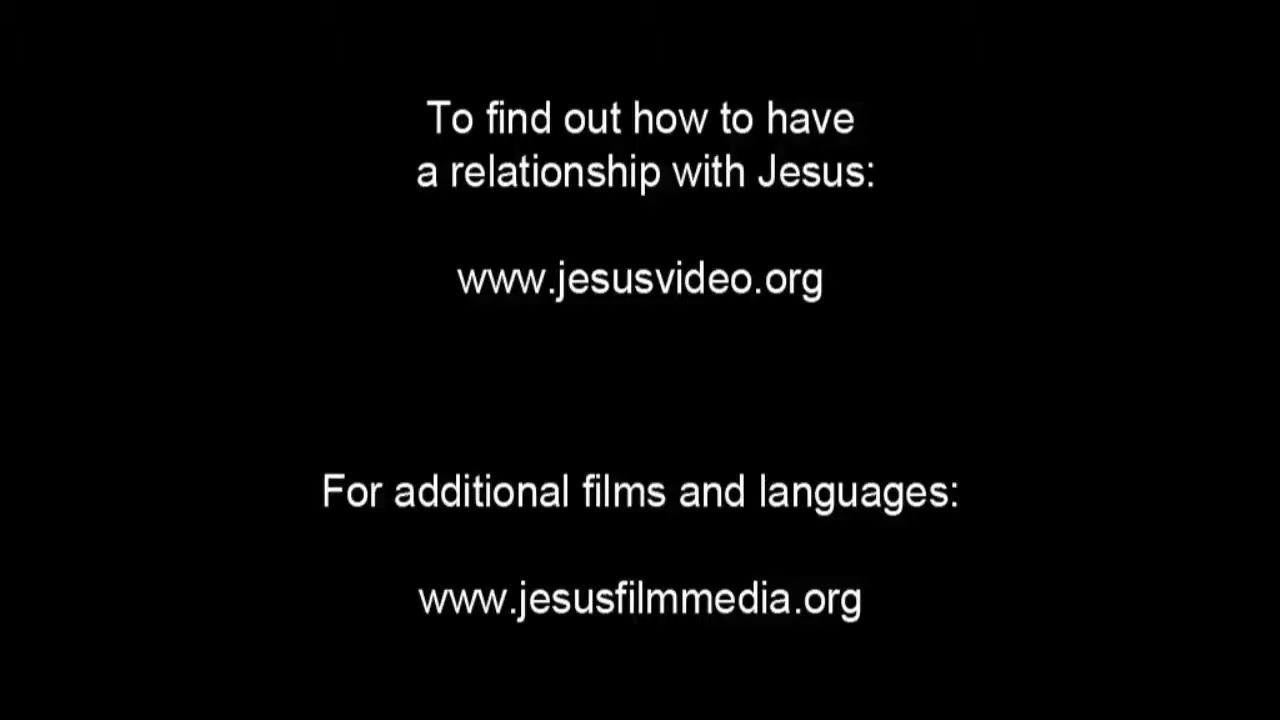 To find out how to have
a relationship with Jesus:
www.jesusvideo.org
For additional films and languages:
www.jesusfilmmedia.org